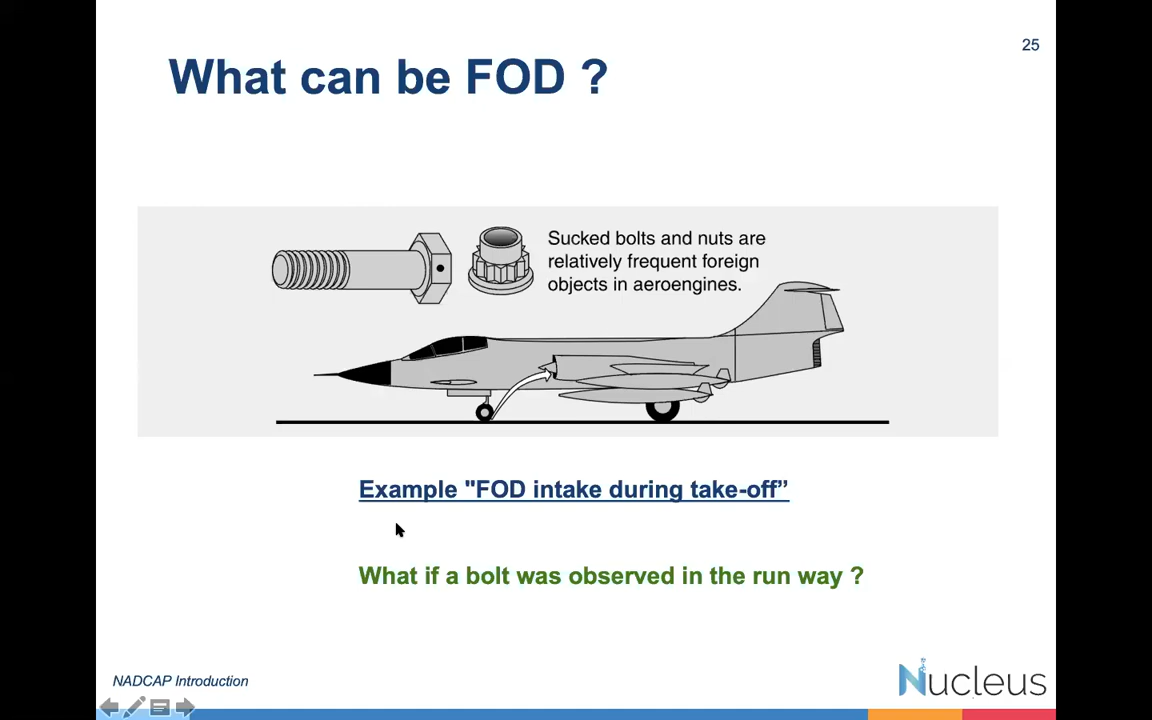 25
What can be FOD ?
Sucked bolts and nuts are
relatively frequent foreign
objects in aeroengines.
Example "FOD intake during take-off”
What if a bolt was observed in the run way ?
NADCAP Introduction
Nucleus